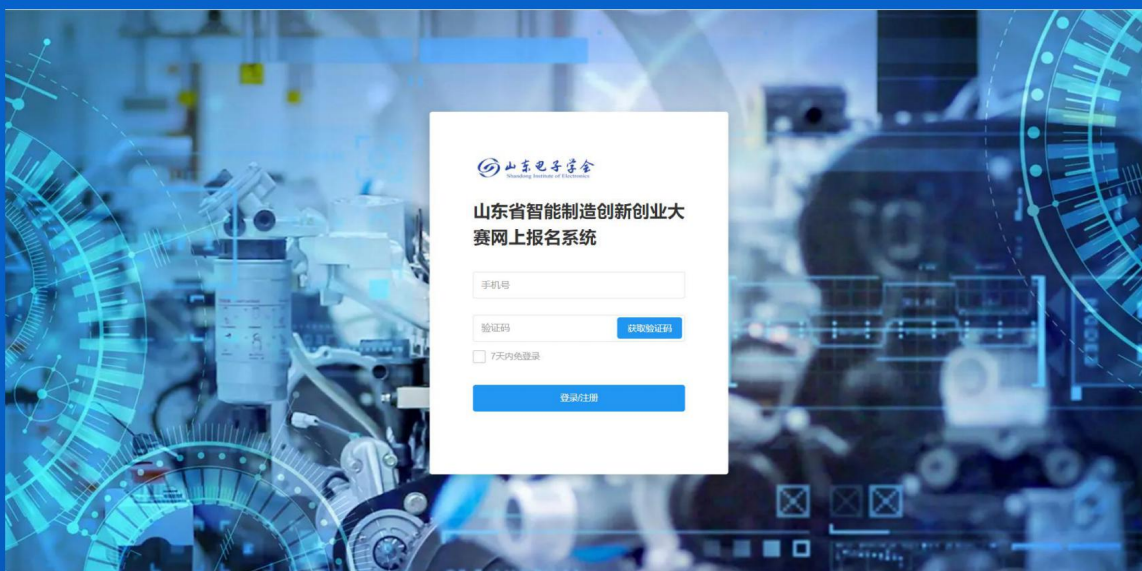 山东电子学会
Shandong Institute of Electronics
山东省智能制造创新创业大
赛网上报名系统
手机号
验证码
获取验证码
7天内免登录
登录/注册